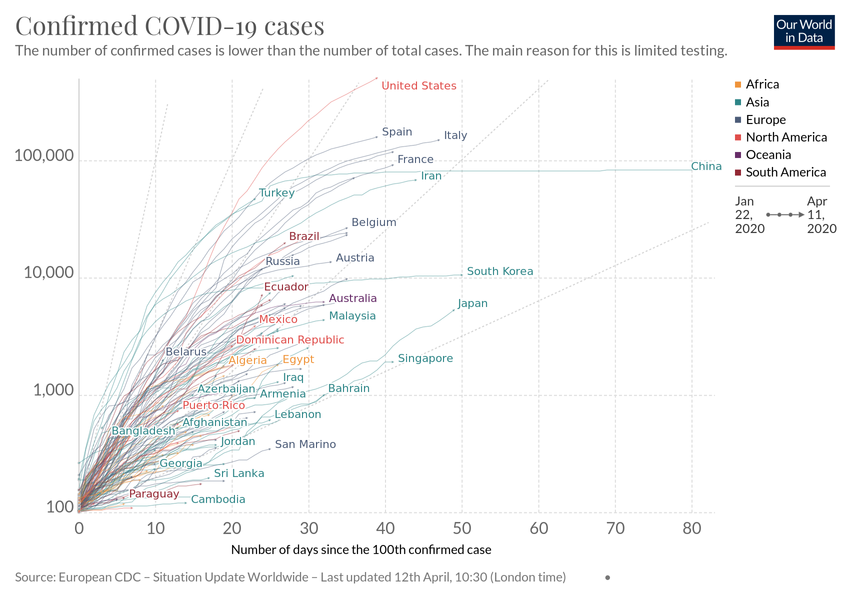 Confirmed COVID-19 cases
The number of confirmed cases is lower than the number of total cases. The main reason for this is limited testing.
Our World
in Data
Africa
Asia
Europe
North America
Oceania
South America
Jan
22,
2020
Apr
11,
2020
United States
Spain
Italy
100,000
France
China
Iran
Turkey
Belgium
Brazil
Russia
Austria
10,000
South Korea
Ecuador
Australia
Japan
Mexico
Malaysia
Dominican Republic
Belarus
Algeria
Egypt
Singapore
Iraq
1,000
Azerbaijan
Armenia
Bahrain
Puerto Rico
Lebanon
Afghanistan
Bangladesh
Jordan
San Marino
Georgia
Sri Lanka
Paraguay
Cambodia
100
0 10 20 30 40 50 60 70 80
Number of days since the 100th confirmed case
Source: European CDC – Situation Update Worldwide – Last updated 12th April, 10:30 (London time)